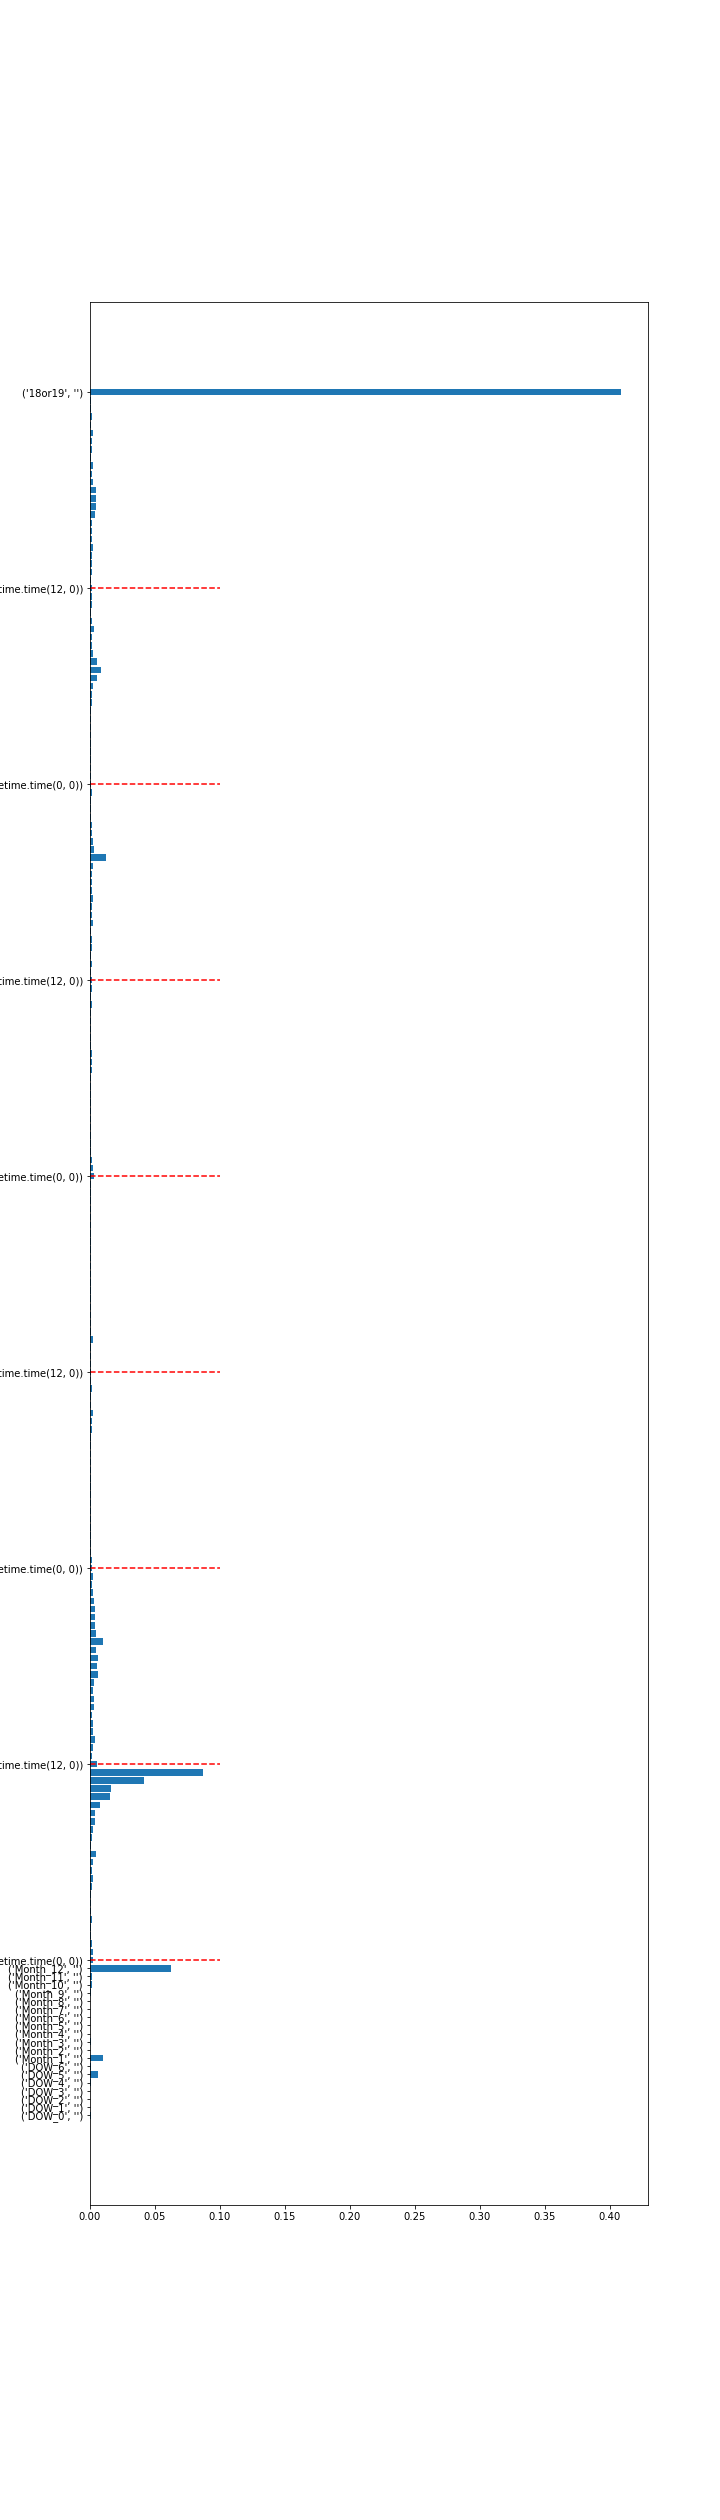 ('18or19', '')
time.time(12, 0))
etime.time(0, 0))
time.time(12, 0))
etime.time(0, 0))
time.time(12, 0))
etime.time(0, 0))
time.time(12, 0))
etime.time(0, 0))
('Month_12', '')
('Month_11', '')
('Month_10', '')
('Month_9', '')
('Month_8', '')
('Month_7', '')
('Month_6', '')
('Month_5', '')
('Month_4', '')
('Month_3', '')
('Month_2', '')
('Month_1', '')
('DOW_6', '')
('DOW_5', '')
('DOW_4', '')
('DOW_3', '')
('DOW_2', '')
('DOW_1', '')
('DOW_0', '')
0.00 0.05 0.10 0.15 0.20 0.25 0.30 0.35 0.40